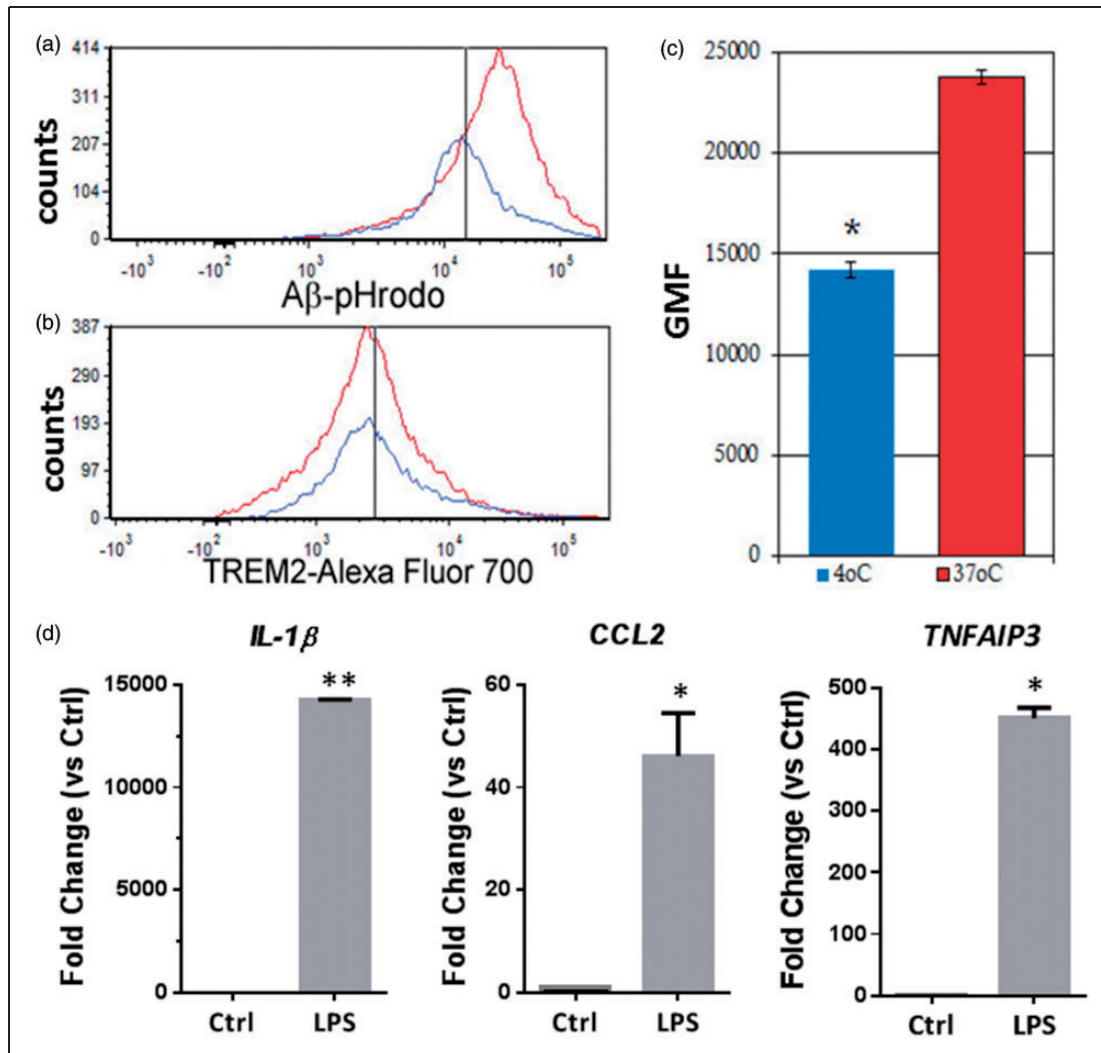 (a)
414
311
207
104
0
counts
-10³ -10² 10³ 10⁴ 10⁵
Aβ-pHrodo
(b)
387
290
193
97
0
counts
-10³ -10² 10³ 10⁴ 10⁵
TREM2-Alexa Fluor 700
(c)
25000
20000
15000
10000
5000
0
GMF
*
4oC 37oC
(d)
IL-1β
15000
10000
5000
0
Fold Change (vs Ctrl)
**
Ctrl LPS
CCL2
60
40
20
0
Fold Change (vs Ctrl)
*
Ctrl LPS
TNFAIP3
500
400
300
200
100
0
Fold Change (vs Ctrl)
*
Ctrl LPS